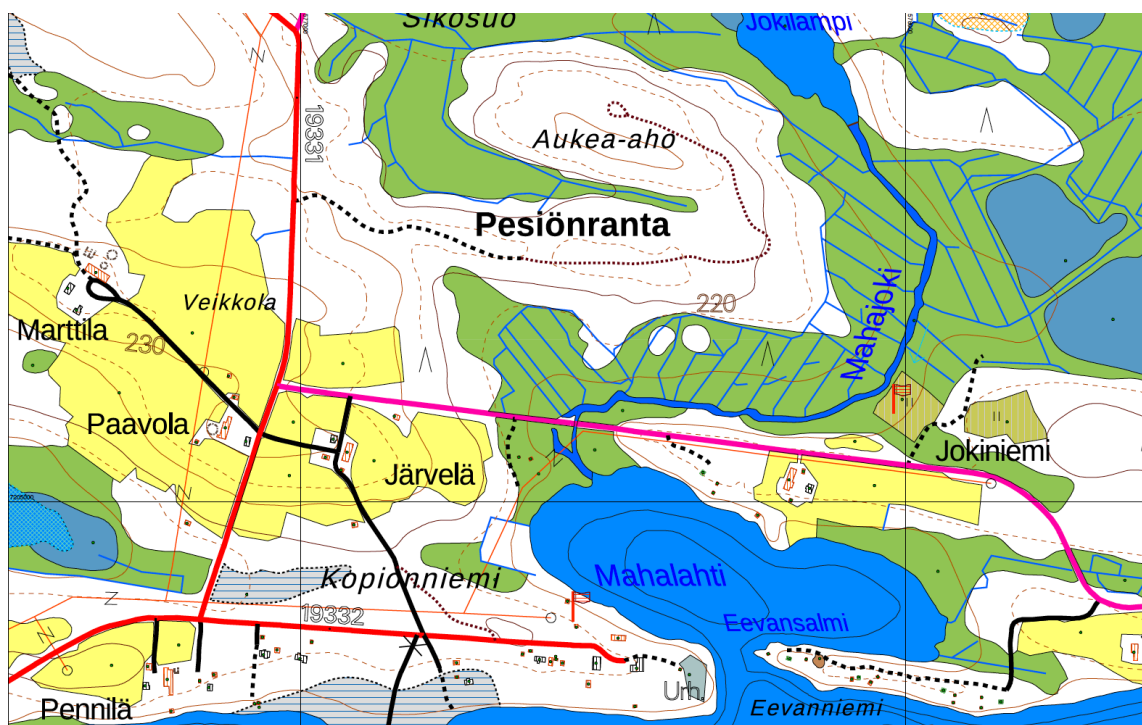 Sikosuo
Jokilampi
19331
Aukea-aho
Pesiönranta
Veikkola
220
Mahajoki
Marttila
230
Paavola
Järvelä
Jokiniemi
7205000
Kopionniemi
Mahalahti
19332
Eevansalmi
Urh.
Pennilä
Eevanniemi